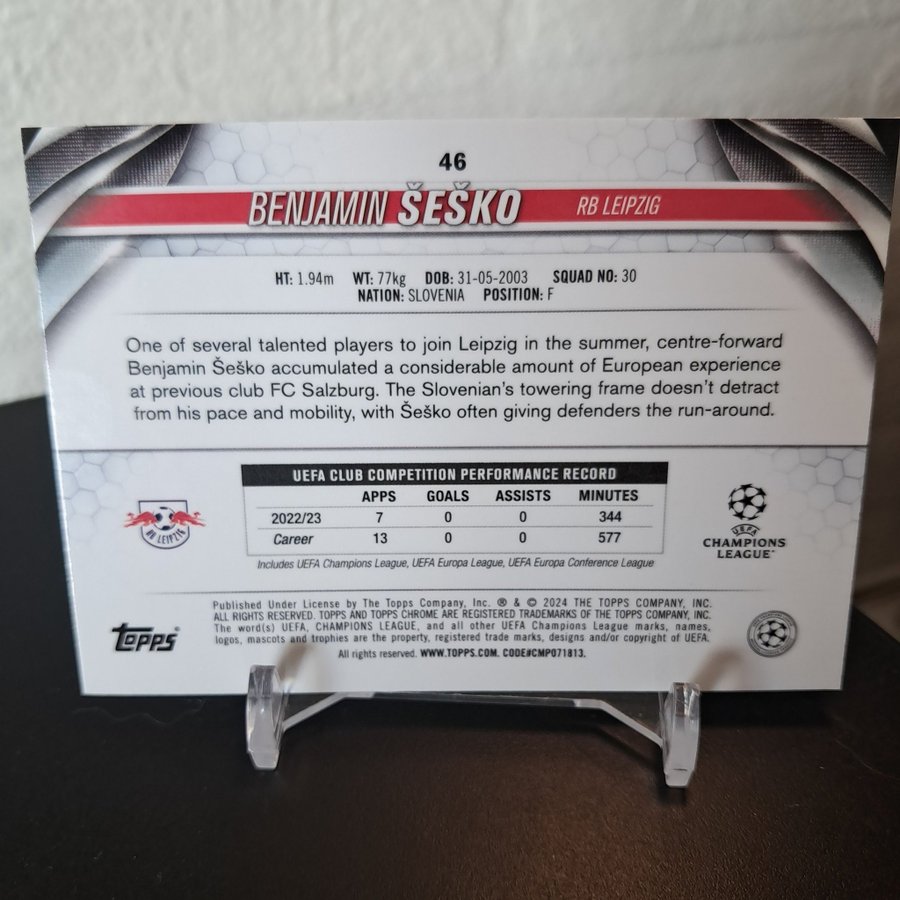 46
BENJAMIN ŠEŠKO RB LEIPZIG
HT: 1.94m WT: 77kg DOB: 31-05-2003 SQUAD NO: 30
NATION: SLOVENIA POSITION: F
One of several talented players to join Leipzig in the summer, centre-forward
Benjamin Šeško accumulated a considerable amount of European experience
at previous club FC Salzburg. The Slovenian's towering frame doesn't detract
from his pace and mobility, with Šeško often giving defenders the run-around.
UEFA CLUB COMPETITION PERFORMANCE RECORD
APPS GOALS ASSISTS MINUTES
2022/23 7 0 0 344
Career 13 0 0 577
Includes UEFA Champions League, UEFA Europa League, UEFA Europa Conference League
RB LEIPZIG
UEFA
CHAMPIONS
LEAGUE
Published Under License by The Topps Company, Inc. ® & © 2024 THE TOPPS COMPANY, INC.
ALL RIGHTS RESERVED. TOPPS AND TOPPS CHROME ARE REGISTERED TRADEMARKS OF THE TOPPS COMPANY, INC.
The word(s) UEFA, CHAMPIONS LEAGUE, and all other UEFA Champions League marks, names,
logos, mascots and trophies are the property, registered trade marks, designs and/or copyright of UEFA.
All rights reserved. WWW.TOPPS.COM. CODE#CMP071813.
Topps